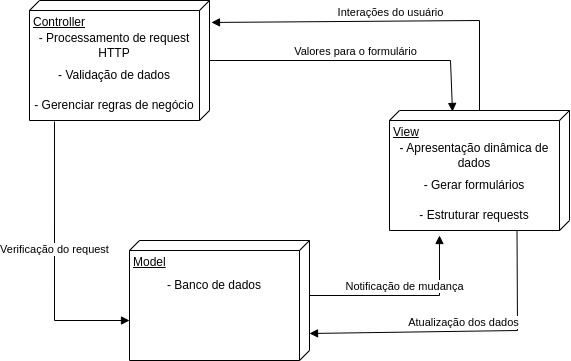 Interações do usuário
Controller
- Processamento de request
HTTP
- Validação de dados
- Gerenciar regras de negócio
Valores para o formulário
View
- Apresentação dinâmica de
dados
- Gerar formulários
- Estruturar requests
Verificação do request
Model
- Banco de dados
Notificação de mudança
Atualização dos dados